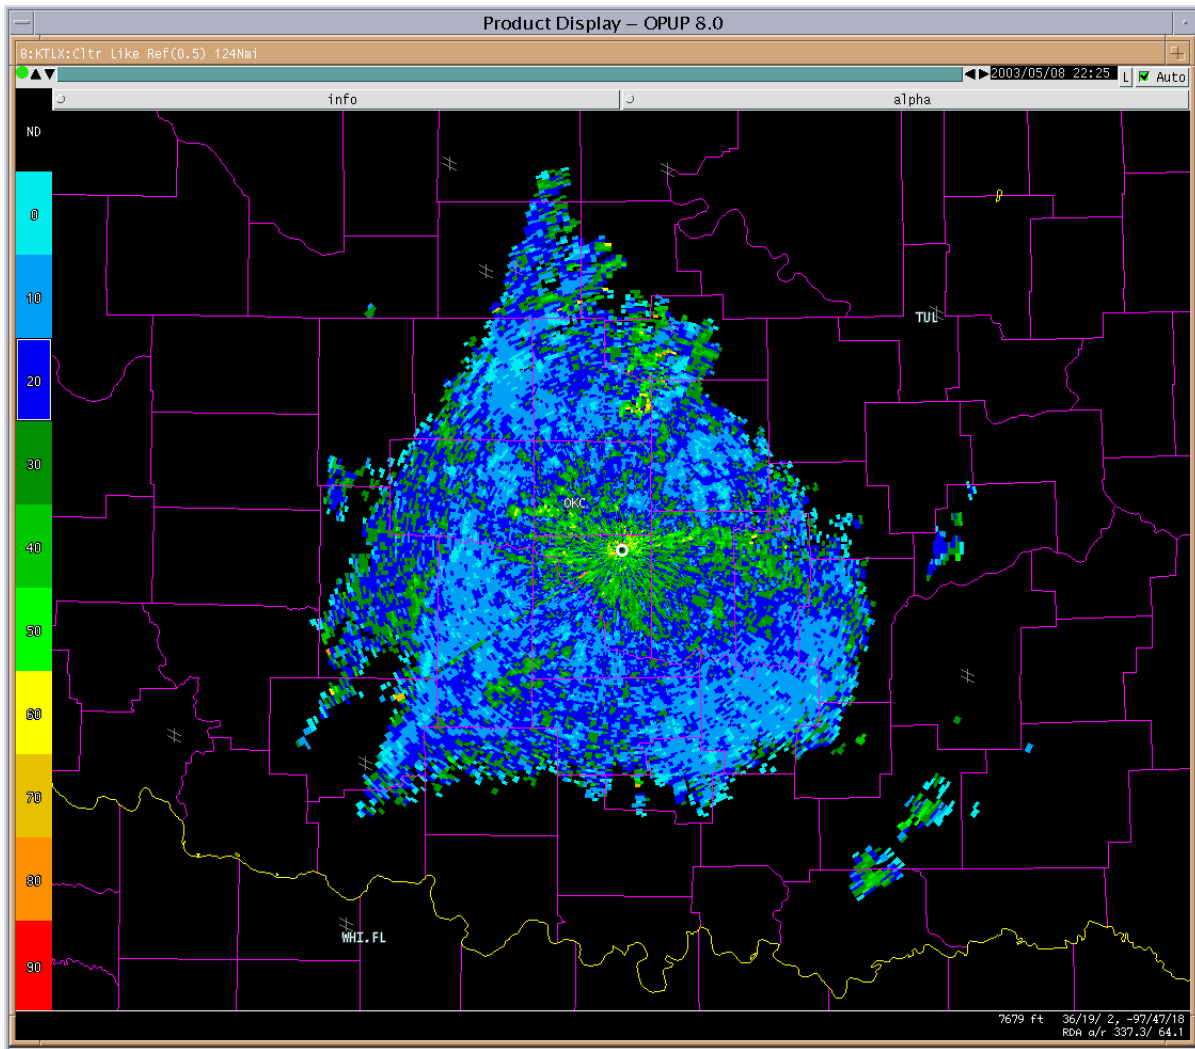 Product Display – OPUP 8.0
8:KTLX:Cltr Like Ref(0.5) 124Nmi
2003/05/08 22:25 L Auto
info alpha
ND
0
10
20
30
40
50
60
70
80
90
TUL
OKC
WHI.FL
7679 ft 36/19/ 2, -97/47/18
RDA a/r 337.3/ 64.1